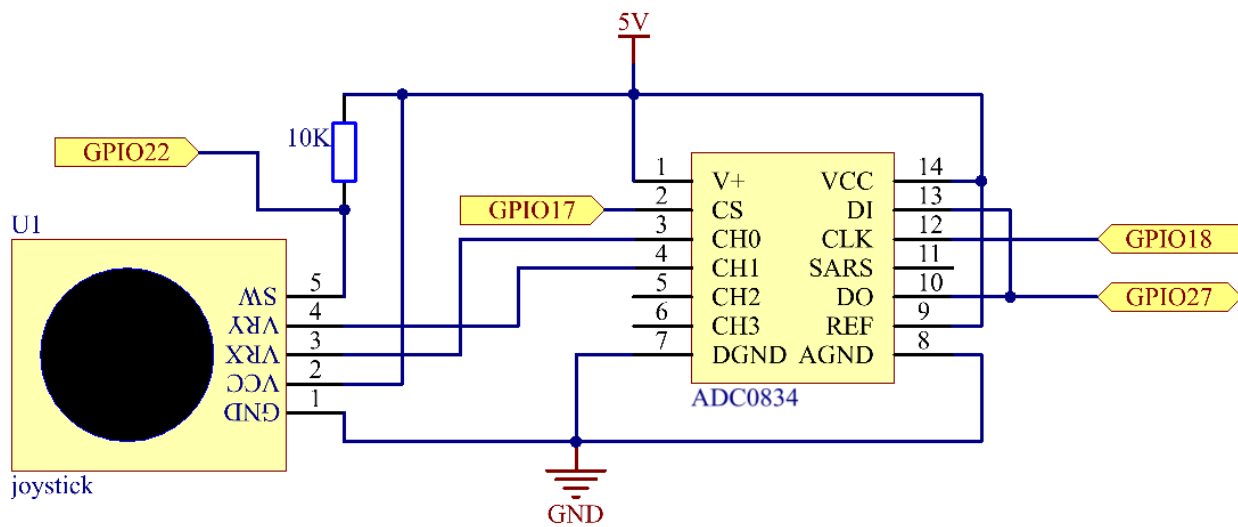 5V
10K
GPIO22
1 V+ VCC 14
GPIO17 2 CS DI 13
U1
3 CH0 CLK 12 GPIO18
4 CH1 SARS 11
SW 5
5 CH2 DO 10 GPIO27
VRY 4
6 CH3 REF 9
VRX 3
7 DGND AGND 8
VCC 2
ADC0834
GND 1
joystick
GND